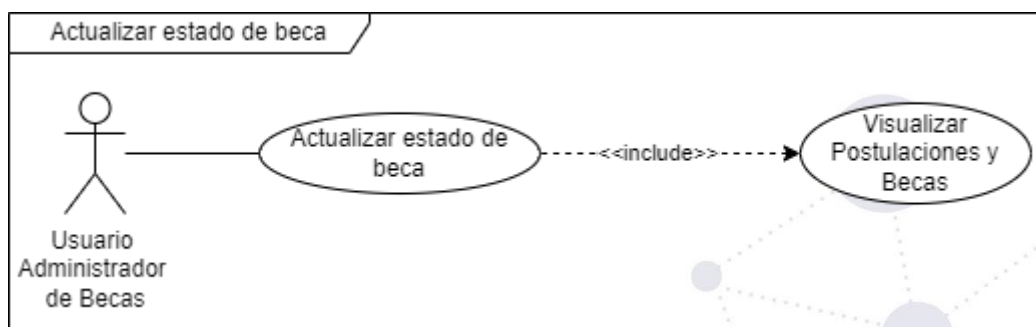 Actualizar estado de beca
Actualizar estado de
beca
<<include>>
Visualizar
Postulaciones y
Becas
Usuario
Administrador
de Becas